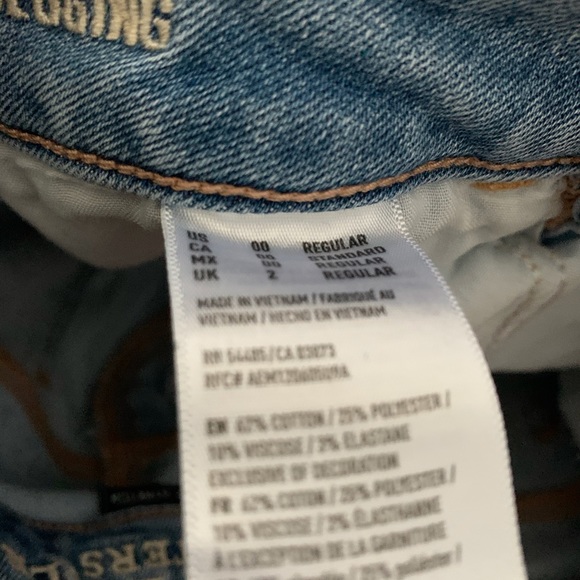 JEGGING
US 00 REGULAR
CA 00 STANDARD
MX 00 REGULAR
UK 2 REGULAR
MADE IN VIETNAM / FABRIQUÉ AU
VIETNAM / HECHO EN VIETNAM
RN 54485 / CA 03873
RFC#
EN 62% COTTON / 25% POLYESTER /
10% VISCOSE / 3% ELASTANE
EXCLUSIVE OF DECORATION
FR 62% COTON / 25% POLYESTER /
10% VISCOSE / 3% ÉLASTHANNE
À L'EXCEPTION DE LA GARNITURE